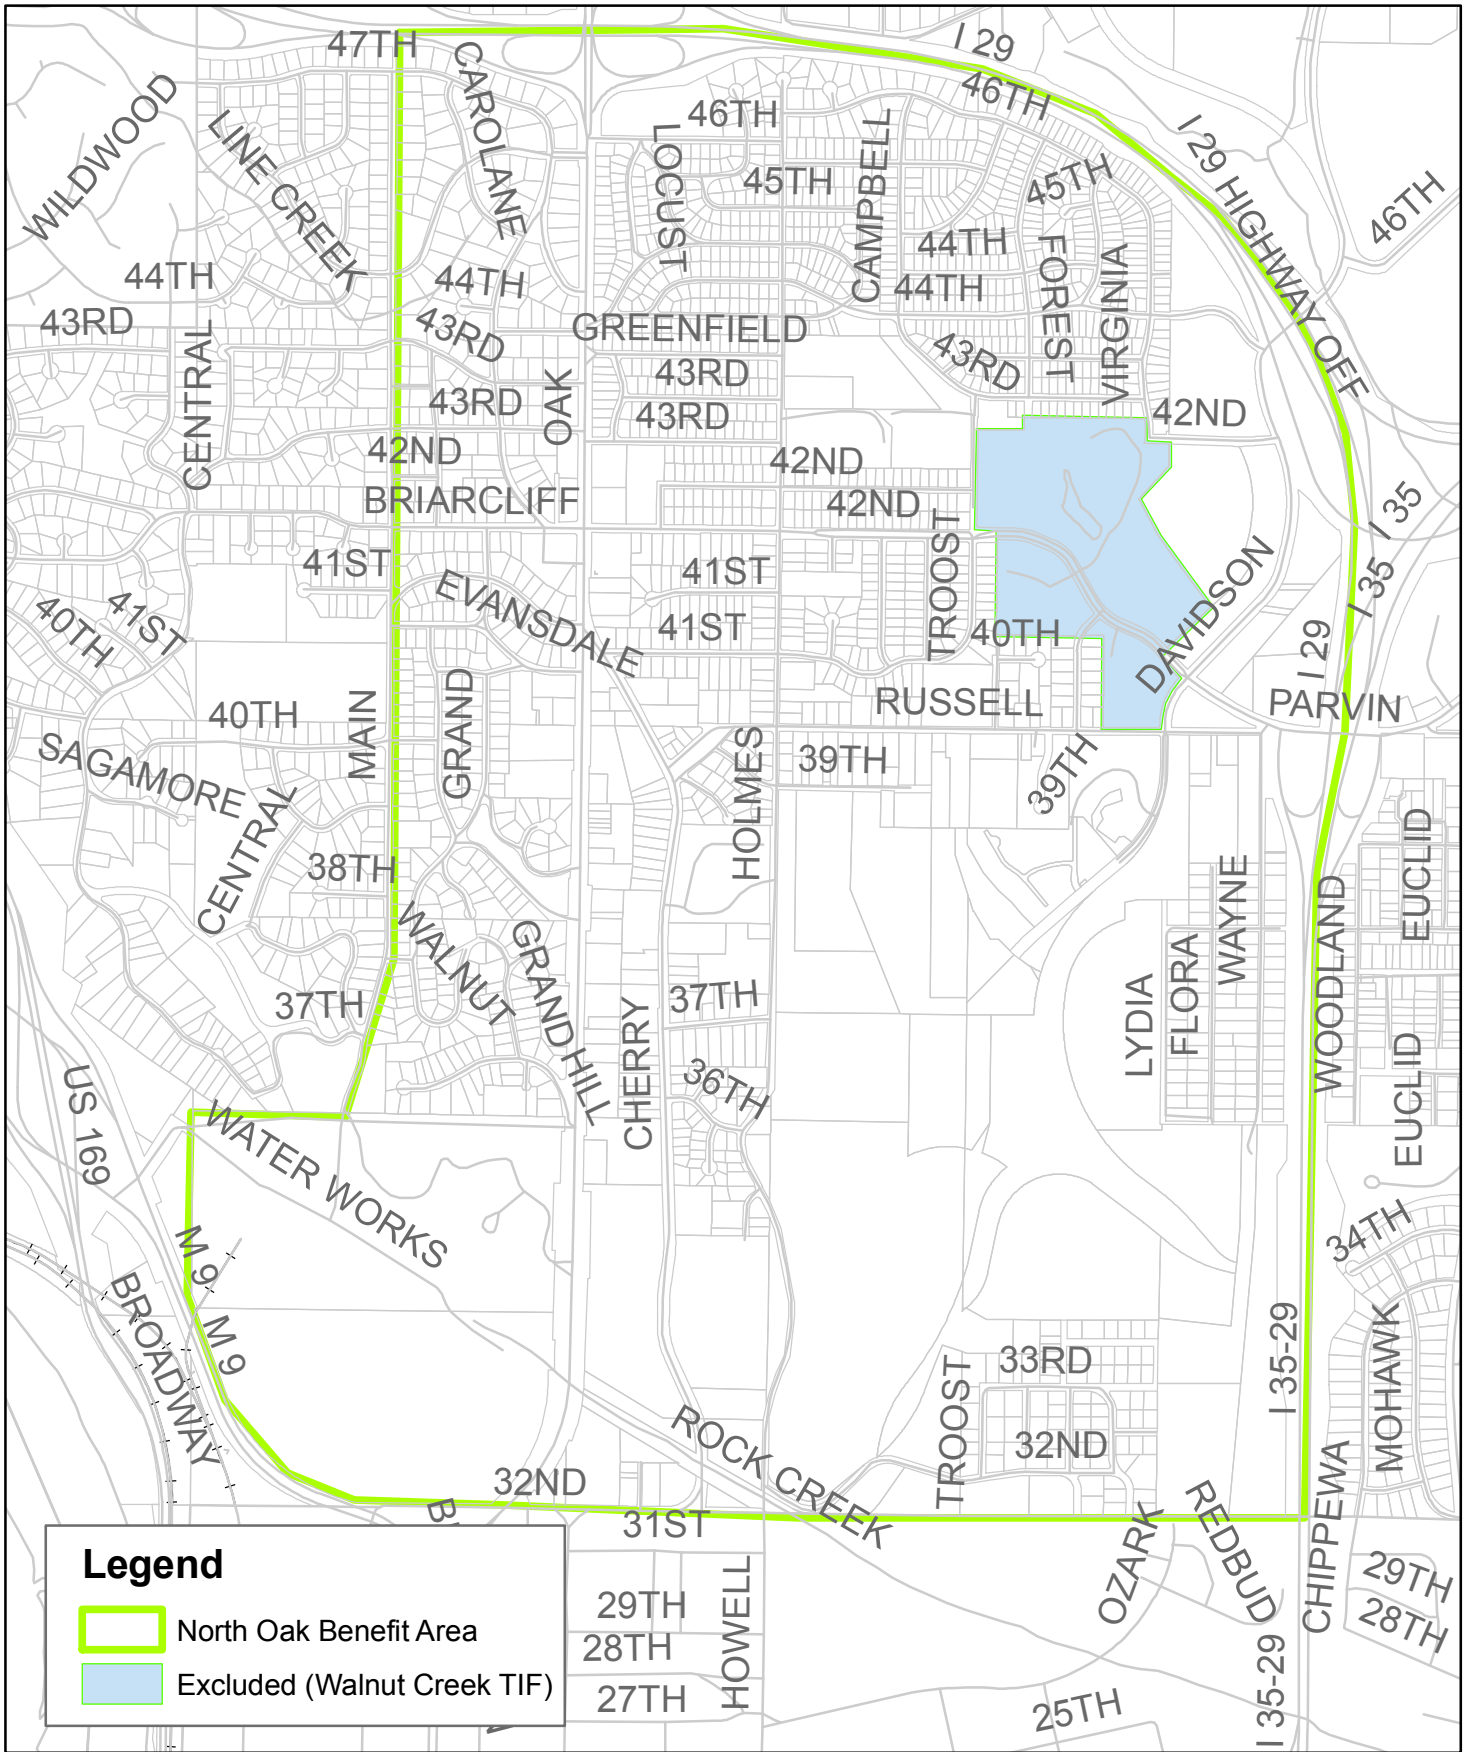 I 29
47TH
CAROLANE
46TH
WILDWOOD
LINE CREEK
46TH
LOCUST
CAMPBELL
I 29 HIGHWAY OFF
45TH
45TH
46TH
44TH
44TH
44TH
44TH
FOREST
VIRGINIA
43RD
CENTRAL
43RD
GREENFIELD
43RD
43RD
43RD
OAK
43RD
42ND
42ND
42ND
BRIARCLIFF
42ND
I 35
41ST
EVANSDALE
41ST
TROOST
DAVIDSON
I 35
40TH
41ST
41ST
40TH
I 29
MAIN
GRAND
RUSSELL
PARVIN
40TH
SAGAMORE
HOLMES
39TH
39TH
CENTRAL
38TH
EUCLID
WALNUT
GRAND HILL
WAYNE
WOODLAND
EUCLID
37TH
37TH
LYDIA
FLORA
CHERRY
36TH
EUCLID
US 169
WATER WORKS
M 9
34TH
BROADWAY
M 9
I 35-29
MOHAWK
33RD
TROOST
ROCK CREEK
32ND
32ND
31ST
OZARK
REDBUD
CHIPPEWA
29TH
28TH
29TH
28TH
27TH
HOWELL
25TH
I 35-29
Legend
North Oak Benefit Area
Excluded (Walnut Creek TIF)